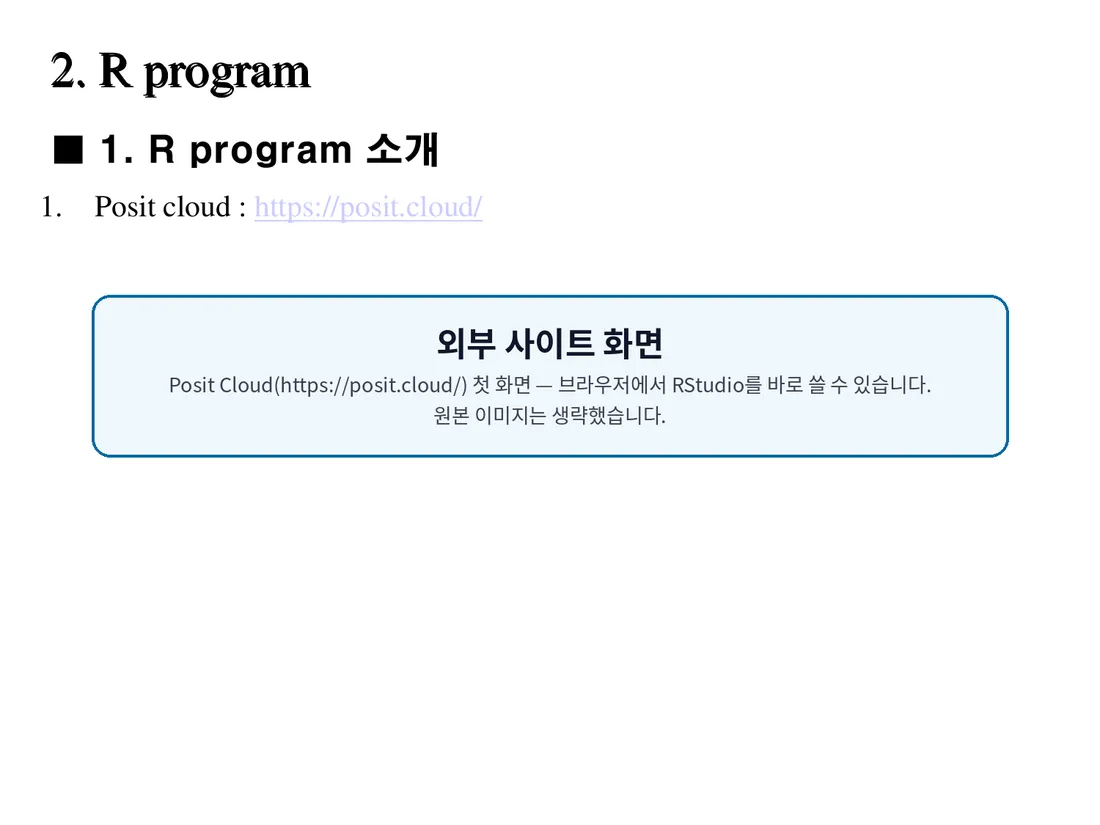 2. R program
■ 1. R program 소개
1. Posit cloud : https://posit.cloud/
외부 사이트 화면
Posit Cloud(https://posit.cloud/) 첫 화면 — 브라우저에서 RStudio를 바로 쓸 수 있습니다.
원본 이미지는 생략했습니다.